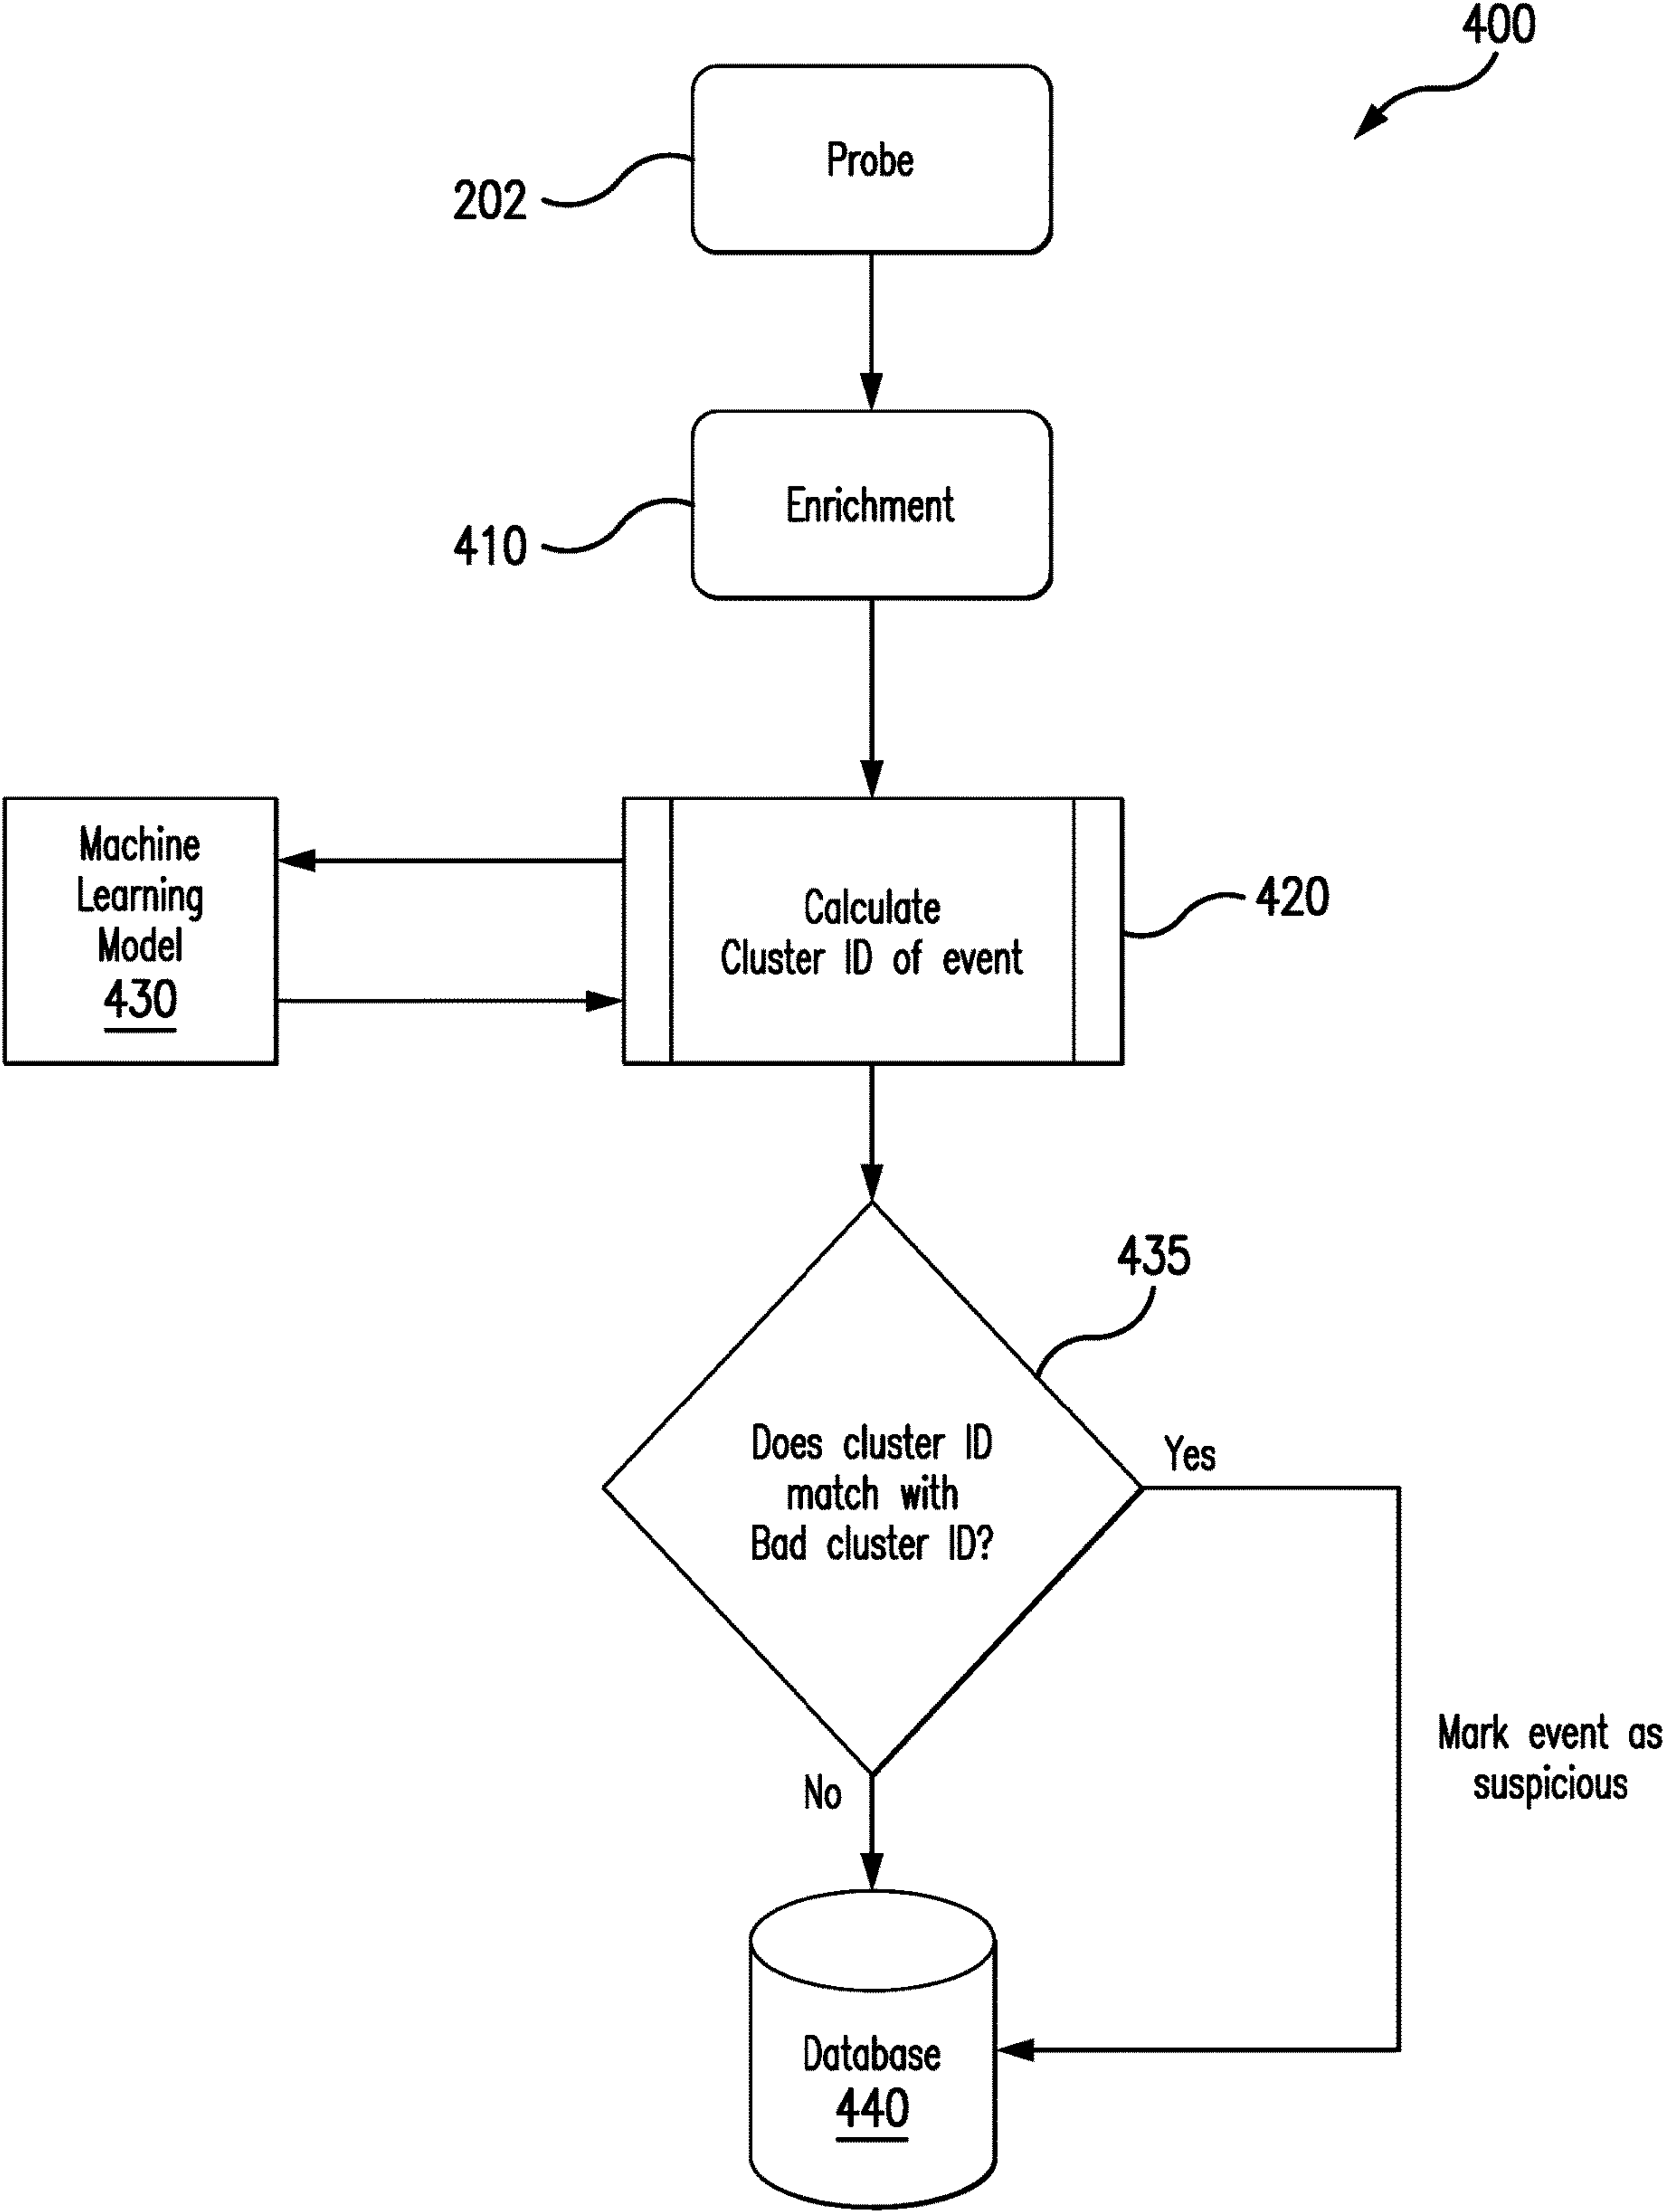 400
Probe
202
Enrichment
410
Machine
Learning
Model
430
Calculate
Cluster ID of event
420
435
Does cluster ID
match with
Bad cluster ID?
Yes
No
Mark event as
suspicious
Database
440